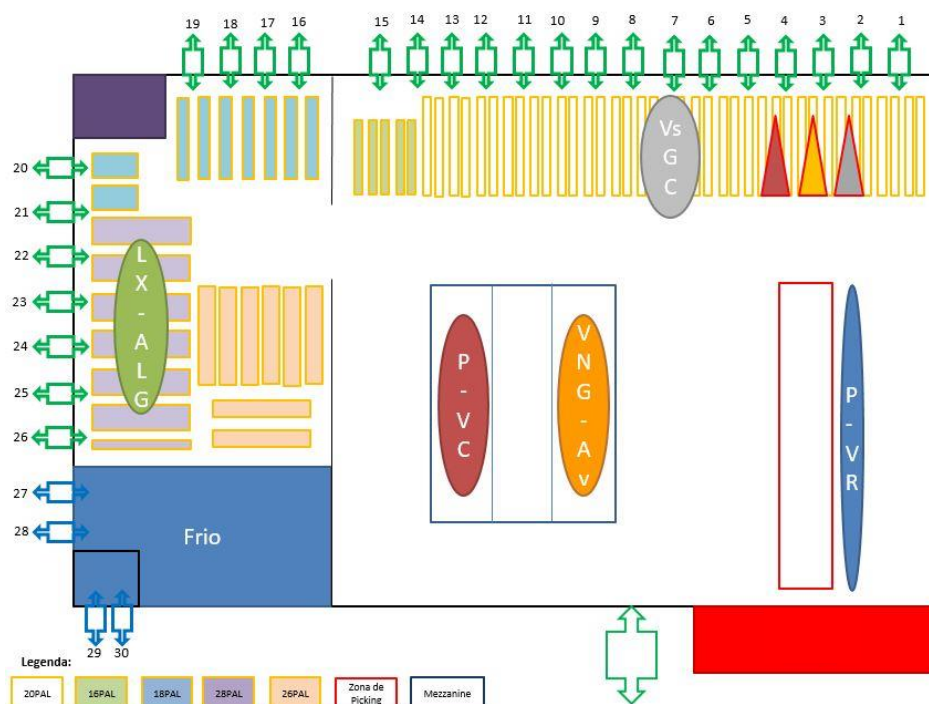 19 18 17 16 15 14 13 12 11 10 9 8 7 6 5 4 3 2 1
Vs
G
C
20
21
22
23
24
25
26
27
28
L
X
-
A
L
G
P
-
V
C
V
N
G
-
A
v
P
-
V
R
Frio
29 30
Legenda:
20PAL 16PAL 18PAL 28PAL 26PAL Zona de Mezzanine
Picking